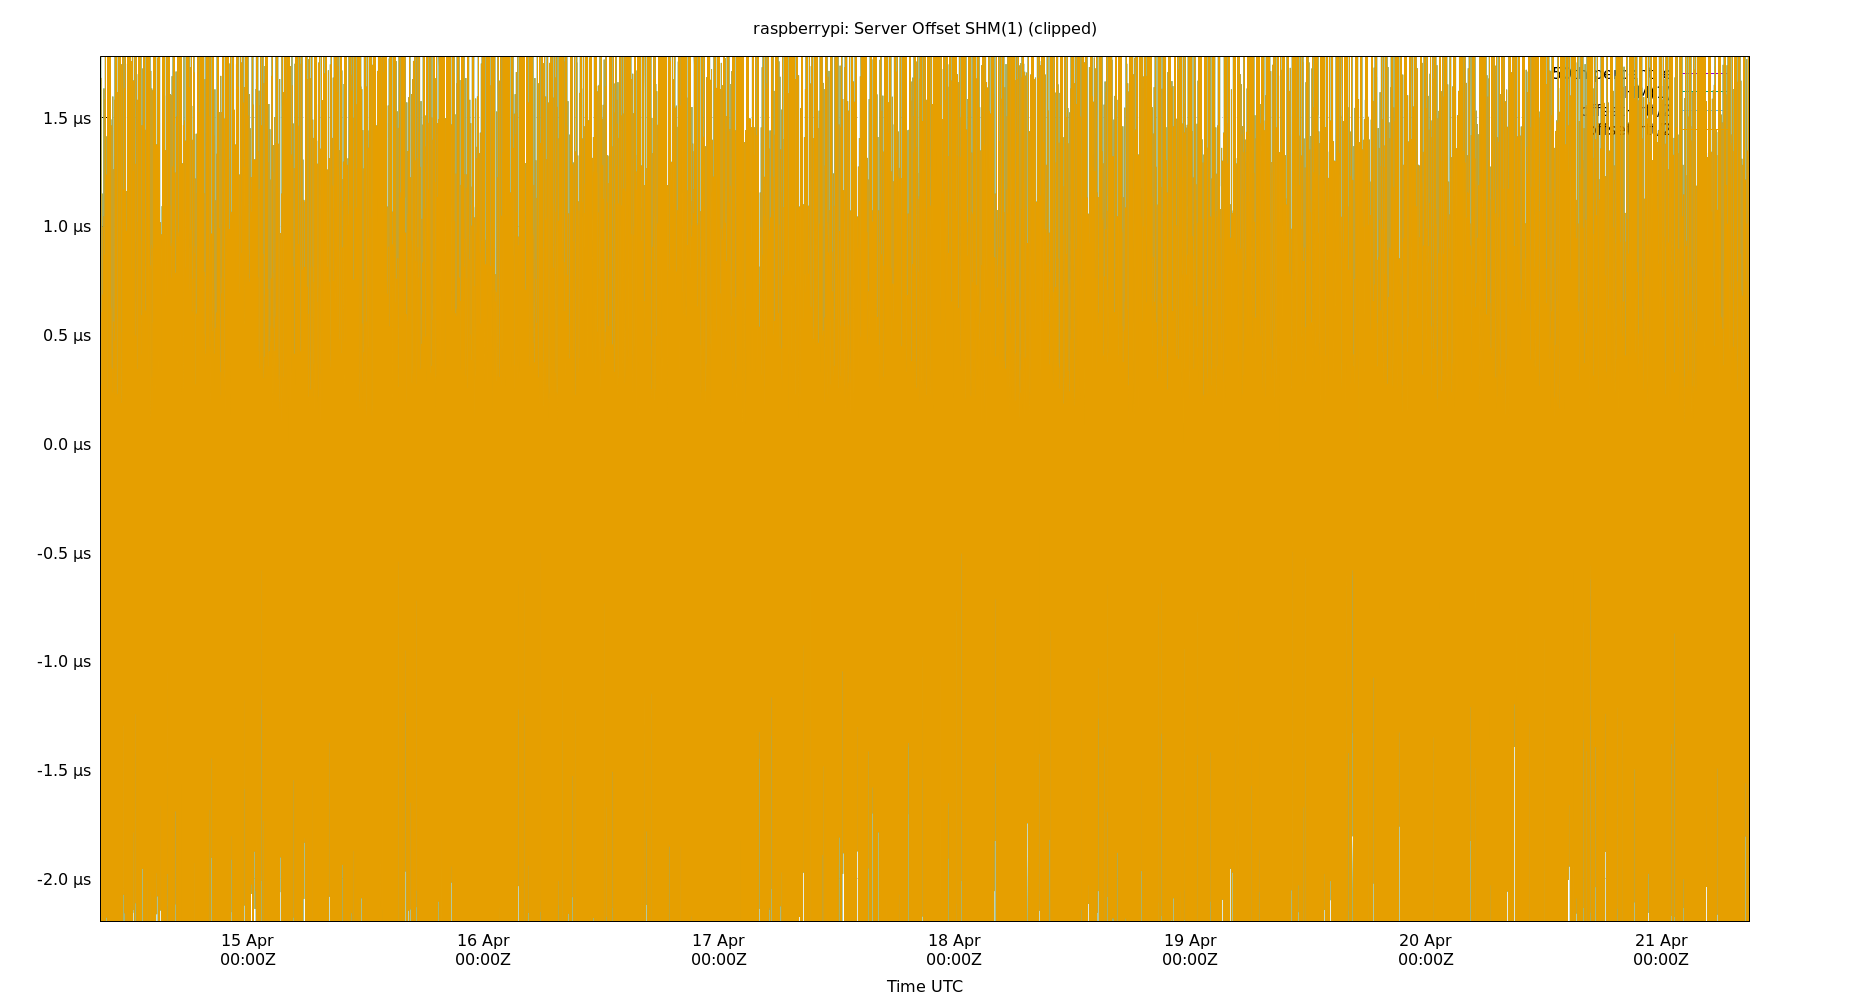 raspberrypi: Server Offset SHM(1) (clipped)
1.5 µs
1.0 µs
0.5 µs
0.0 µs
-0.5 µs
-1.0 µs
-1.5 µs
-2.0 µs
15 Apr 16 Apr 17 Apr 18 Apr 19 Apr 20 Apr 21 Apr
00:00Z 00:00Z 00:00Z 00:00Z 00:00Z 00:00Z 00:00Z
Time UTC